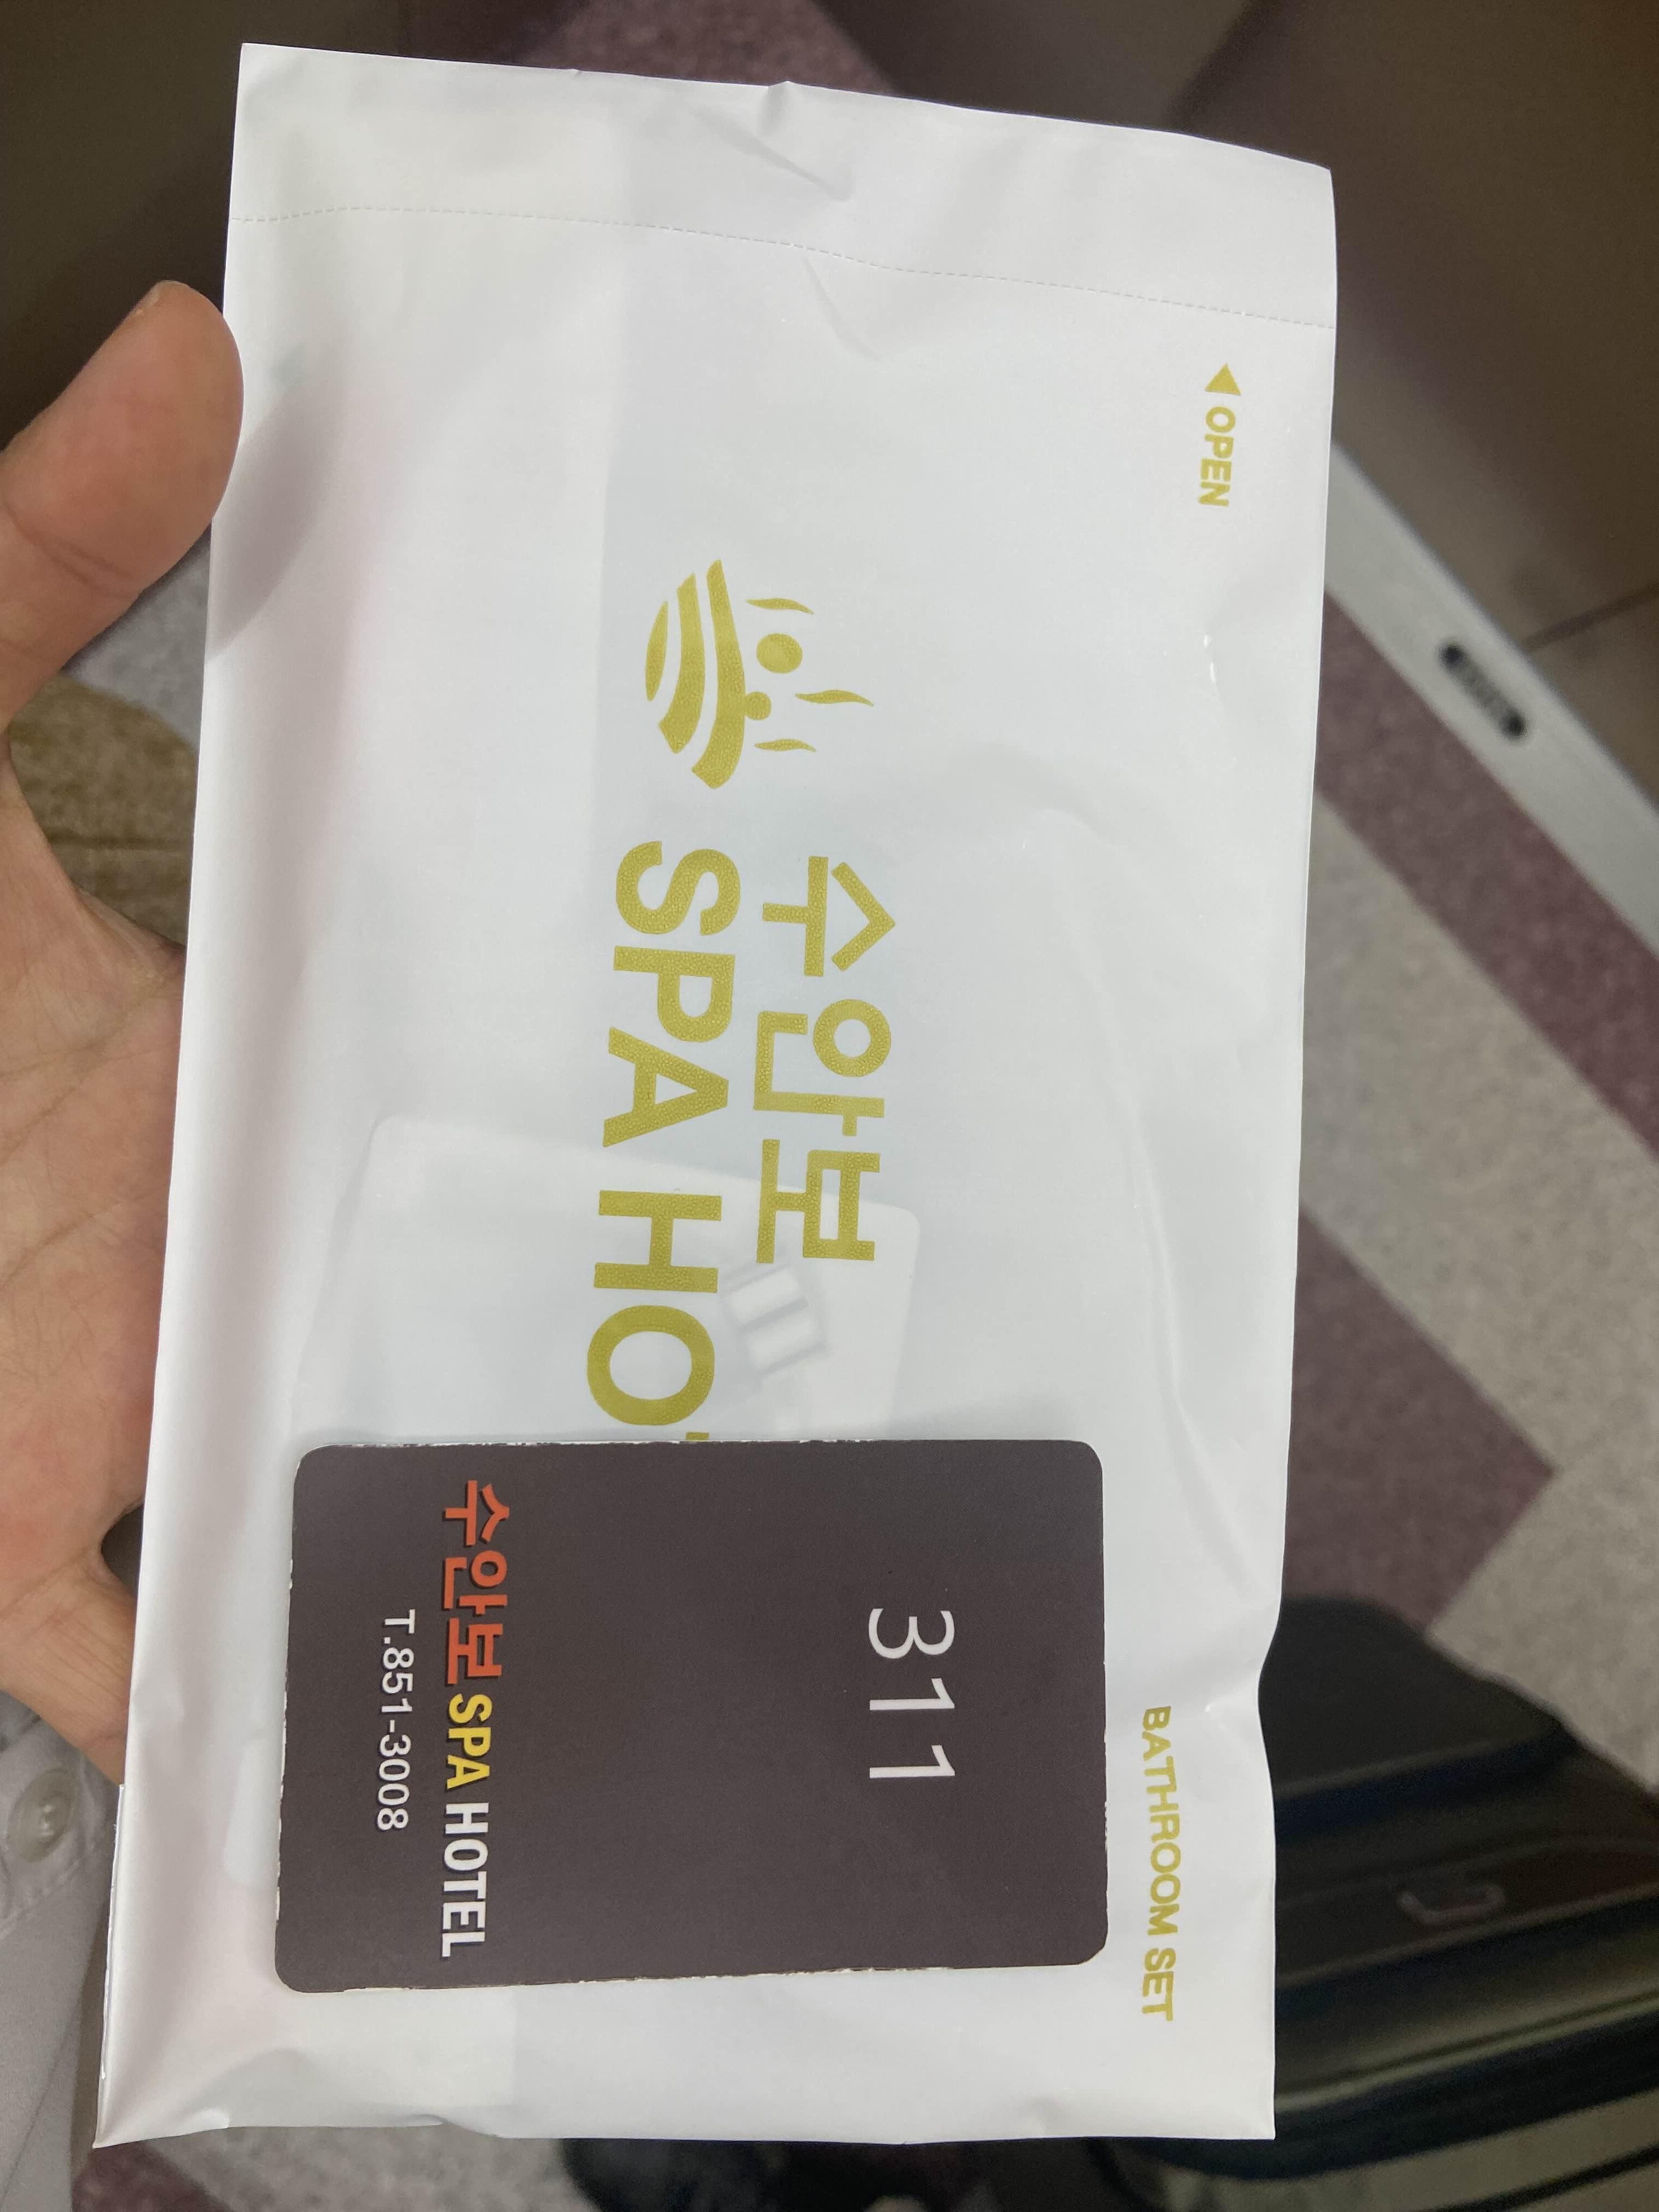 OPEN
수안보
SPA HO
BATHROOM SET
311
수안보 SPA HOTEL
T.851-3008